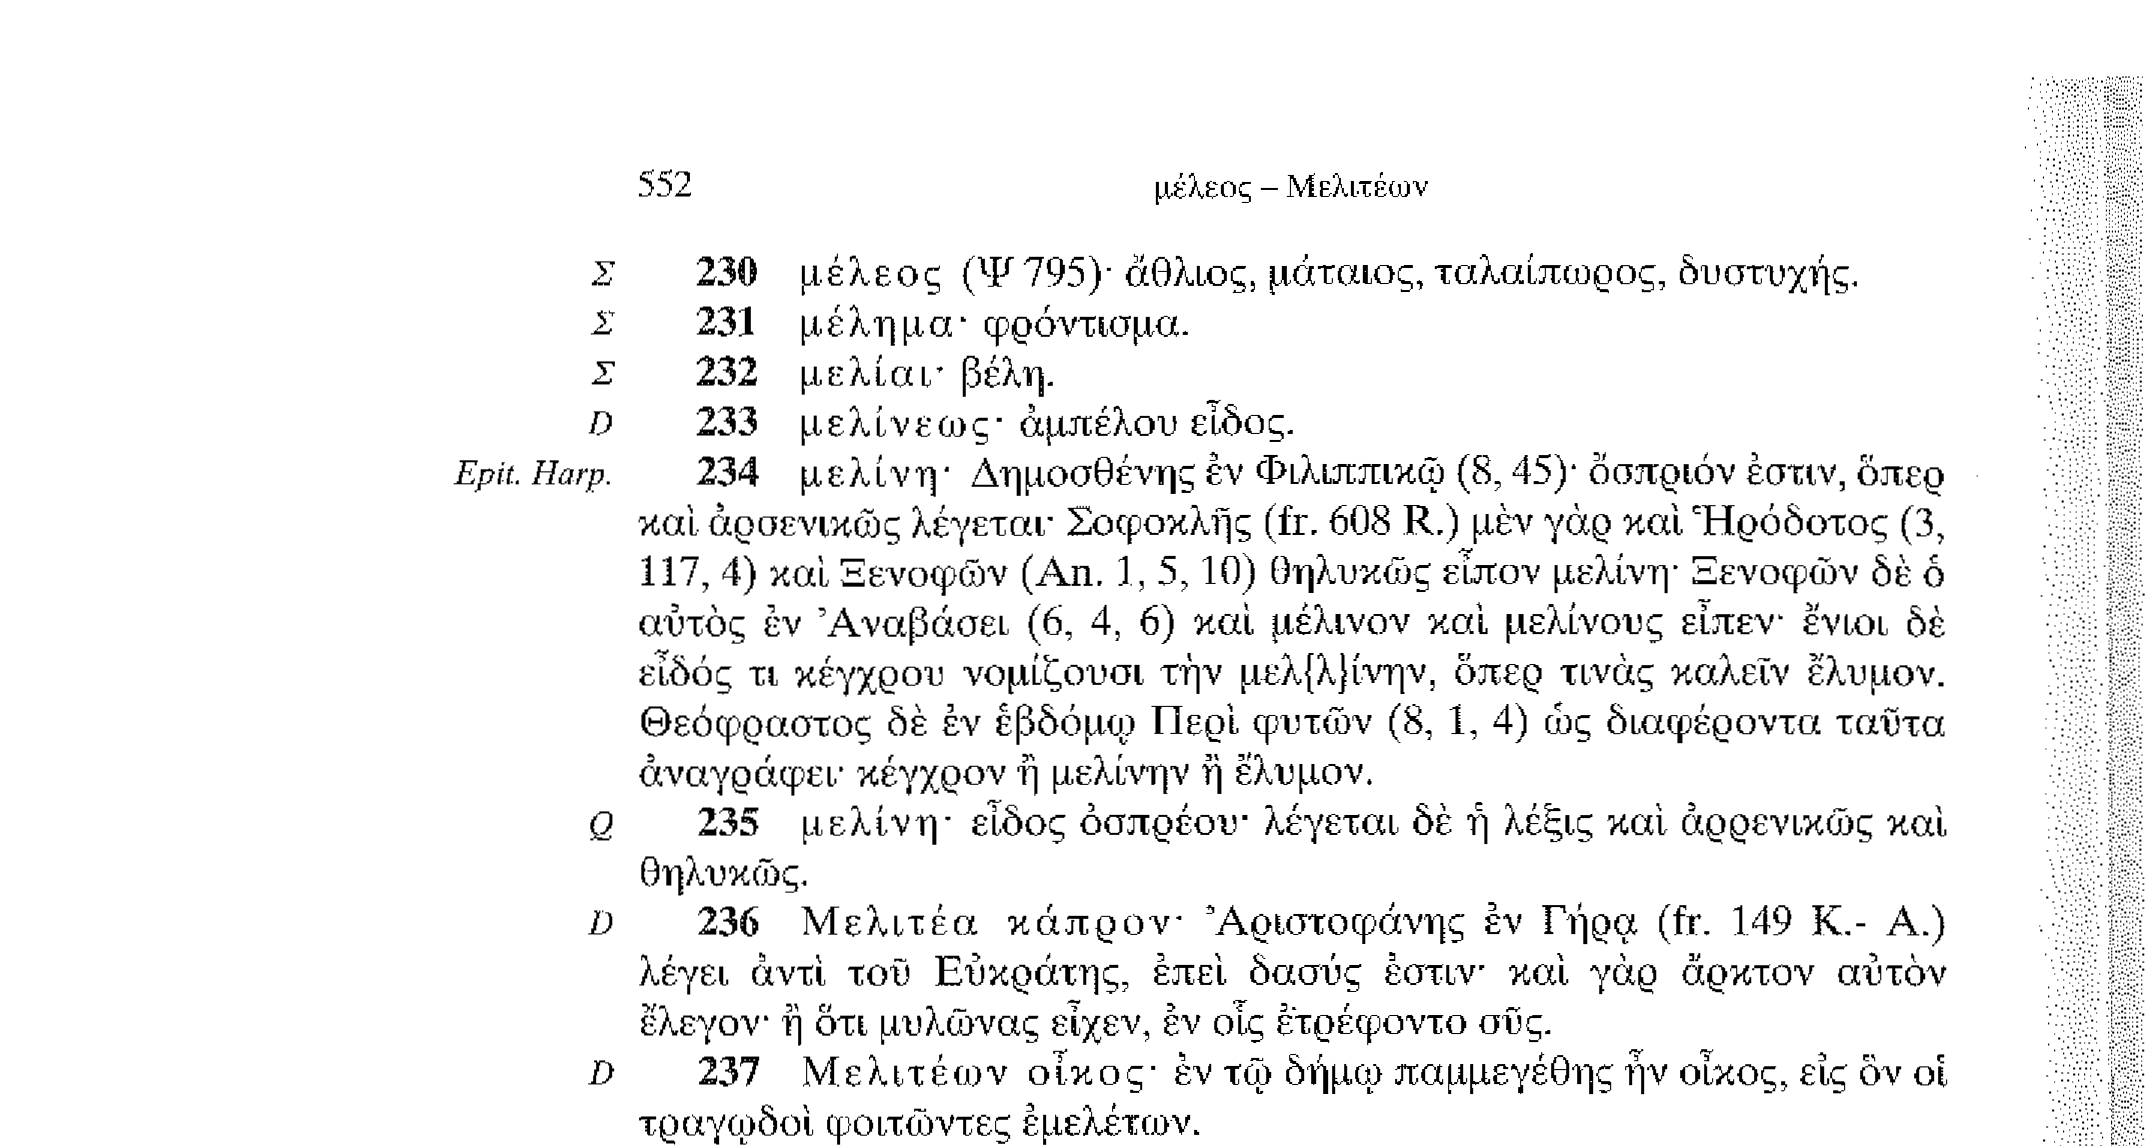 552 μέλεος – Μελιτέων
Σ 230 μέλεος (Ψ 795)· ἄθλιος, μάταιος, ταλαίπωρος, δυστυχής.
Σ 231 μέλημα· φρόντισμα.
Σ 232 μελίαι· βέλη.
D 233 μελίνεως· ἀμπέλου εἶδος.
Epit. Harp. 234 μελίνη· Δημοσθένης ἐν Φιλιππικῷ (8, 45)· ὄσπριόν ἐστιν, ὅπερ
καὶ ἀρσενικῶς λέγεται· Σοφοκλῆς (fr. 608 R.) μὲν γὰρ καὶ Ἡρόδοτος (3,
117, 4) καὶ Ξενοφῶν (An. 1, 5, 10) θηλυκῶς εἶπον μελίνη· Ξενοφῶν δὲ ὁ
αὐτὸς ἐν Ἀναβάσει (6, 4, 6) καὶ μέλινον καὶ μελίνους εἶπεν· ἔνιοι δὲ
εἶδός τι κέγχρου νομίζουσι τὴν μελ{λ}ίνην, ὅπερ τινὰς καλεῖν ἔλυμον.
Θεόφραστος δὲ ἐν ἑβδόμῳ Περὶ φυτῶν (8, 1, 4) ὡς διαφέροντα ταῦτα
ἀναγράφει· κέγχρον ἢ μελίνην ἢ ἔλυμον.
Q 235 μελίνη· εἶδος ὀσπρέου· λέγεται δὲ ἡ λέξις καὶ ἀρρενικῶς καὶ
θηλυκῶς.
D 236 Μελιτέα κάπρον· Ἀριστοφάνης ἐν Γήρᾳ (fr. 149 K.- A.)
λέγει ἀντὶ τοῦ Εὐκράτης, ἐπεὶ δασύς ἐστιν· καὶ γὰρ ἄρκτον αὐτὸν
ἔλεγον· ἢ ὅτι μυλῶνας εἶχεν, ἐν οἷς ἐτρέφοντο σῦς.
D 237 Μελιτέων οἶκος· ἐν τῷ δήμῳ παμμεγέθης ἦν οἶκος, εἰς ὃν οἱ
τραγῳδοὶ φοιτῶντες ἐμελέτων.